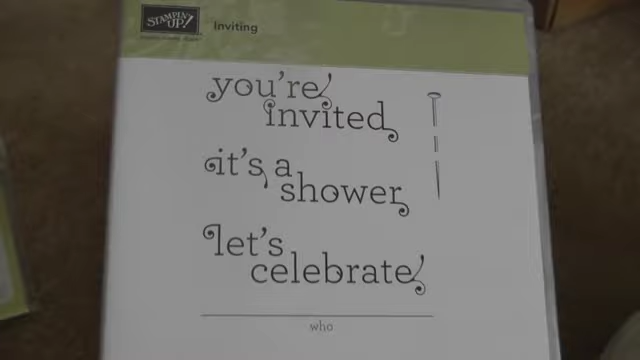 STAMPIN' UP!
Inviting
you're
invited
it's a
shower
let's
celebrate
who